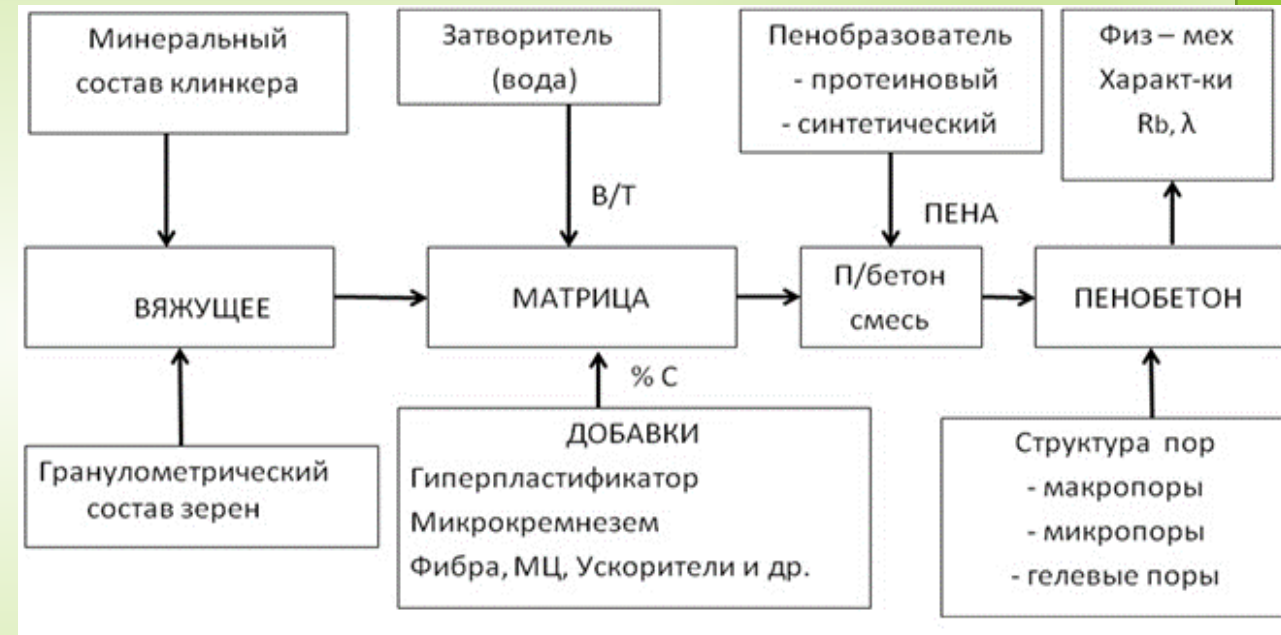 Минеральный
состав клинкера
Затворитель
(вода)
Пенобразователь
- протеиновый
- синтетический
Физ – мех
Характ-ки
Rb, λ
В/Т
ПЕНА
ВЯЖУЩЕЕ
МАТРИЦА
П/бетон
смесь
ПЕНОБЕТОН
% С
Гранулометрический
состав зерен
ДОБАВКИ
Гиперпластификатор
Микрокремнезем
Фибра, МЦ, Ускорители и др.
Структура пор
- макропоры
- микропоры
- гелевые поры